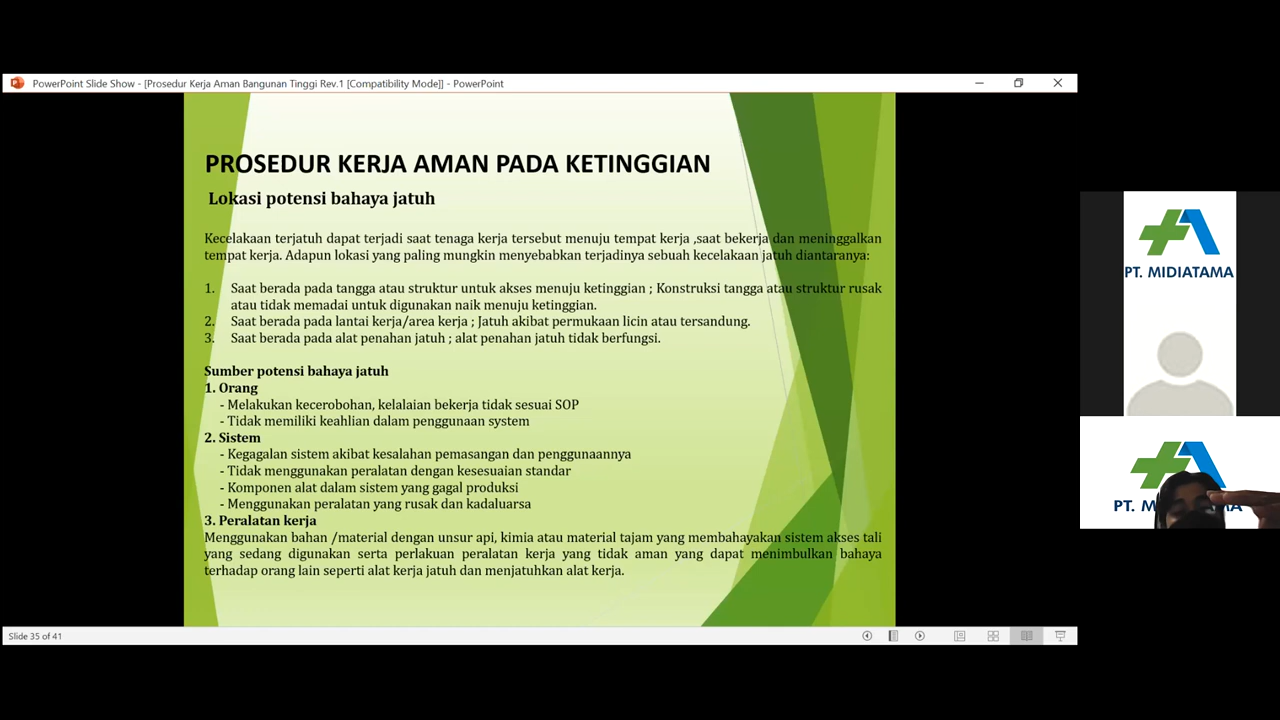 PowerPoint Slide Show - [Prosedur Kerja Aman Bangunan Tinggi Rev.1 [Compatibility Mode]] - PowerPoint
PROSEDUR KERJA AMAN PADA KETINGGIAN
Lokasi potensi bahaya jatuh
Kecelakaan terjatuh dapat terjadi saat tenaga kerja tersebut menuju tempat kerja ,saat bekerja dan meninggalkan
tempat kerja. Adapun lokasi yang paling mungkin menyebabkan terjadinya sebuah kecelakaan jatuh diantaranya:
1. Saat berada pada tangga atau struktur untuk akses menuju ketinggian ; Konstruksi tangga atau struktur rusak
atau tidak memadai untuk digunakan naik menuju ketinggian.
2. Saat berada pada lantai kerja/area kerja ; Jatuh akibat permukaan licin atau tersandung.
3. Saat berada pada alat penahan jatuh ; alat penahan jatuh tidak berfungsi.
Sumber potensi bahaya jatuh
1. Orang
- Melakukan kecerobohan, kelalaian bekerja tidak sesuai SOP
- Tidak memiliki keahlian dalam penggunaan system
2. Sistem
- Kegagalan sistem akibat kesalahan pemasangan dan penggunaannya
- Tidak menggunakan peralatan dengan kesesuaian standar
- Komponen alat dalam sistem yang gagal produksi
- Menggunakan peralatan yang rusak dan kadaluarsa
3. Peralatan kerja
Menggunakan bahan /material dengan unsur api, kimia atau material tajam yang membahayakan sistem akses tali
yang sedang digunakan serta perlakuan peralatan kerja yang tidak aman yang dapat menimbulkan bahaya
terhadap orang lain seperti alat kerja jatuh dan menjatuhkan alat kerja.
Slide 35 of 41
PT. MIDIATAMA
PT. M
MA